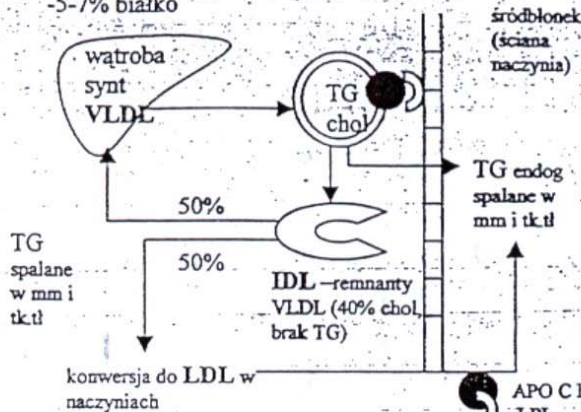 -5-7% białko
śródbłonek
(ściana
naczynia)
wątroba
synt
VLDL
TG
chol
TG endog
spalane w
mm i tk.tł
50%
50%
TG
spalane
w mm i
tk.tł
IDL –remnanty
VLDL (40% chol,
brak TG)
konwersja do LDL w
naczyniach
APO C